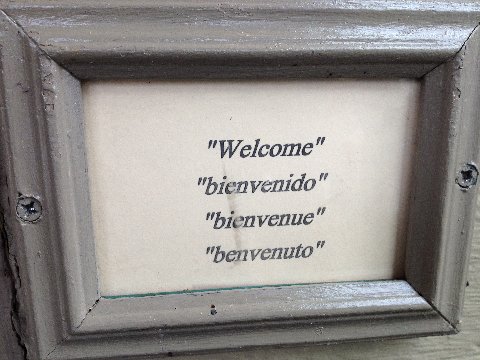 "Welcome"
"bienvenido"
"bienvenue"
"benvenuto"